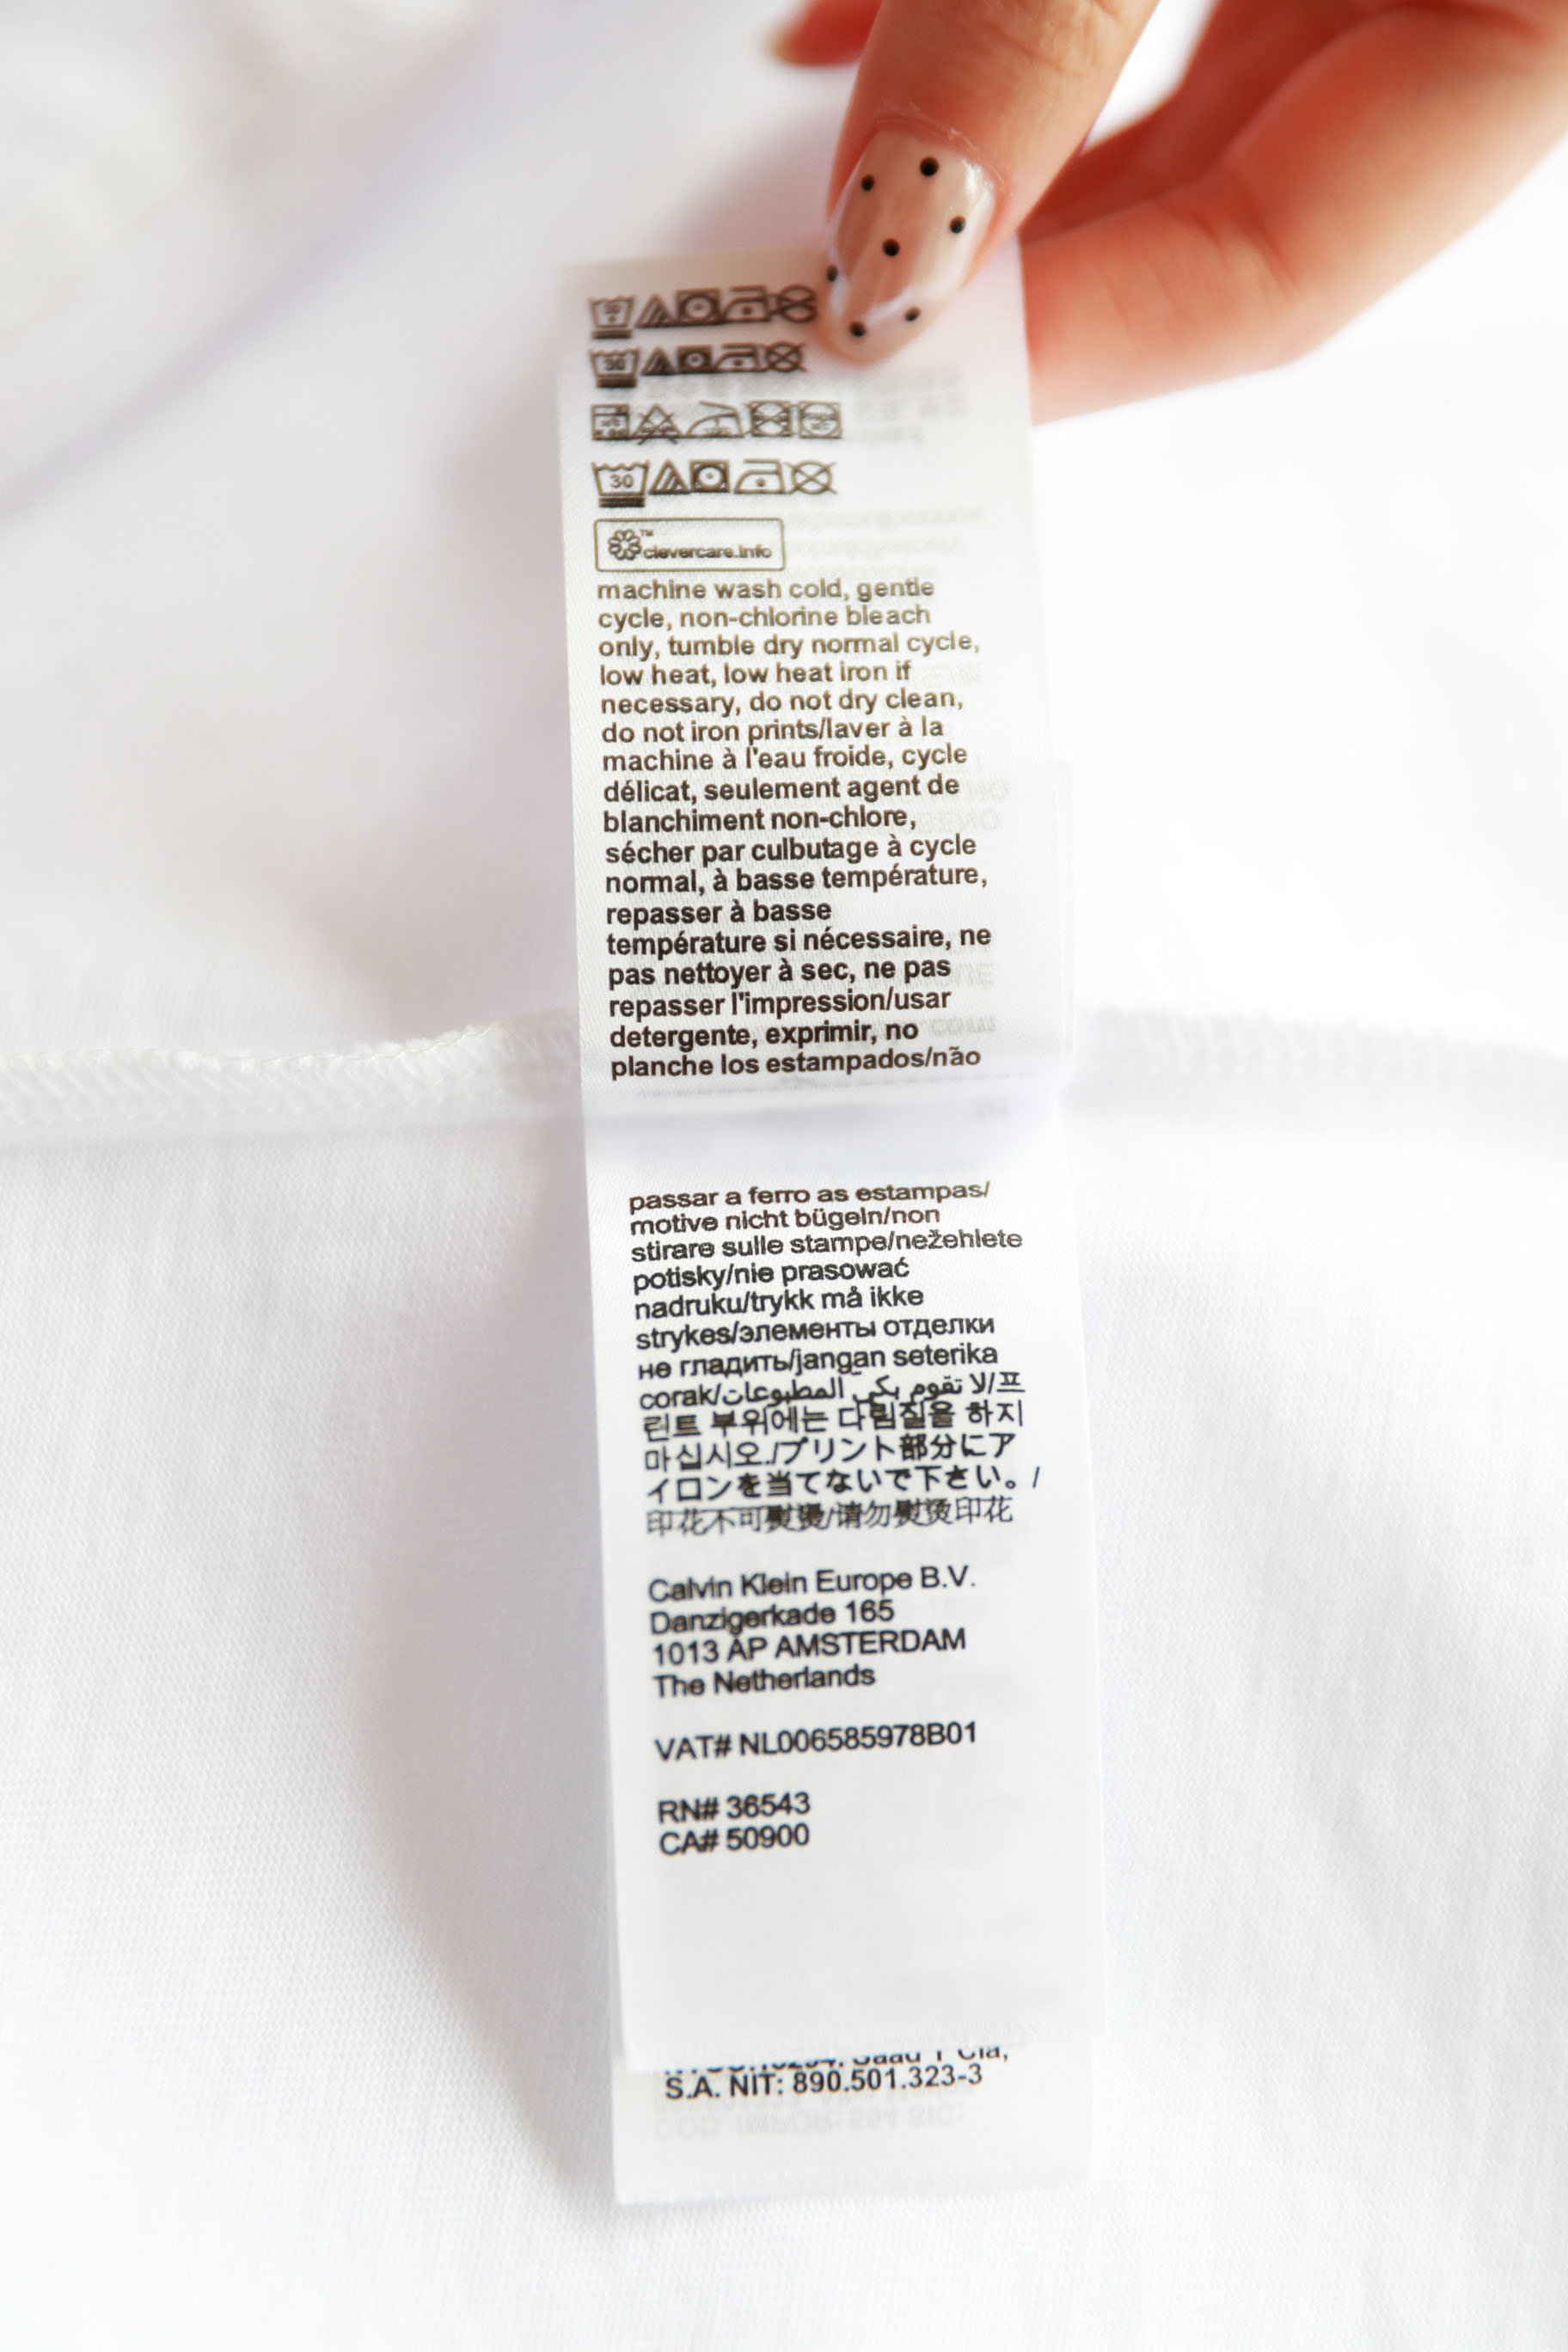 30
30
30
clevercare.info
machine wash cold, gentle
cycle, non-chlorine bleach
only, tumble dry normal cycle,
low heat, low heat iron if
necessary, do not dry clean,
do not iron prints/laver à la
machine à l'eau froide, cycle
délicat, seulement agent de
blanchiment non-chlore,
sécher par culbutage à cycle
normal, à basse température,
repasser à basse
température si nécessaire, ne
pas nettoyer à sec, ne pas
repasser l'impression/usar
detergente, exprimir, no
planche los estampados/não
passar a ferro as estampas/
motive nicht bügeln/non
stirare sulle stampe/nežehlete
potisky/nie prasować
nadruku/trykk må ikke
strykes/элементы отделки
не гладить/jangan seterika
corak/لا تقوم بكي المطبوعات/프
린트 부위에는 다림질을 하지
마십시오./プリント部分にア
イロンを当てないで下さい。/
印花不可熨燙/请勿熨烫印花
Calvin Klein Europe B.V.
Danzigerkade 165
1013 AP AMSTERDAM
The Netherlands
VAT# NL006585978B01
RN# 36543
CA# 50900
S.A. NIT: 890.501.323-3